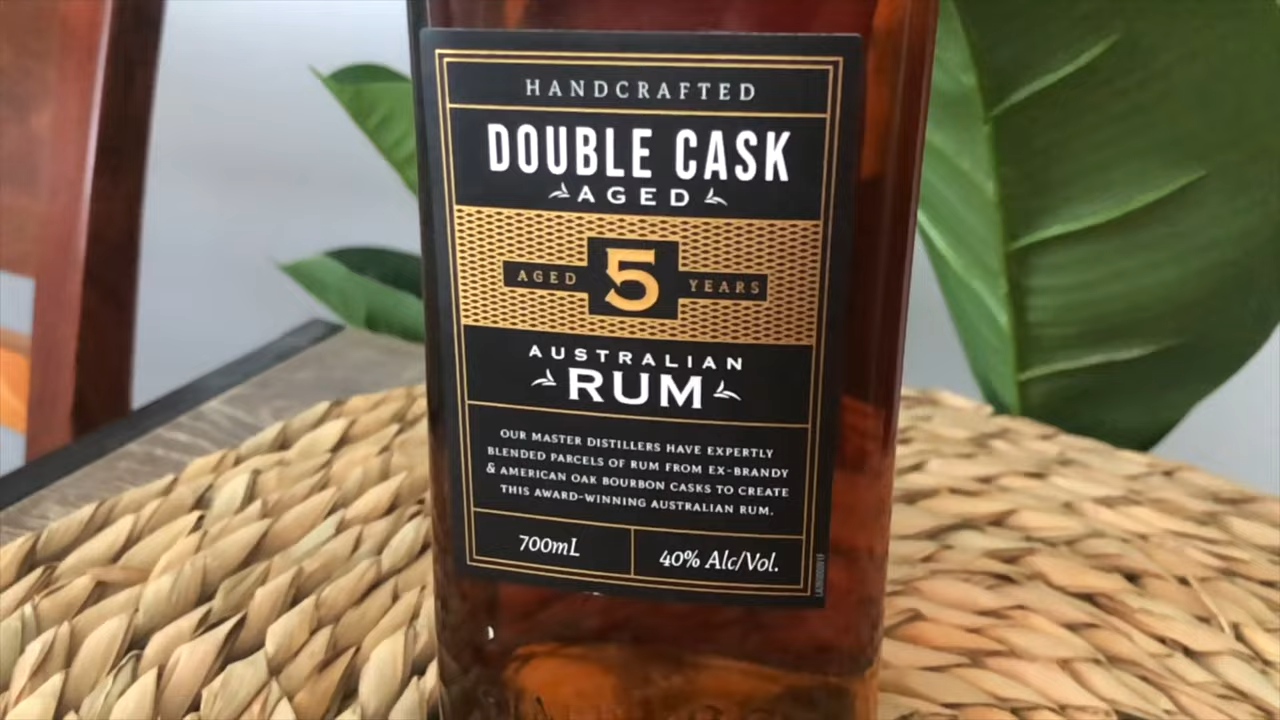 HANDCRAFTED
DOUBLE CASK
AGED
AGED 5 YEARS
AUSTRALIAN
RUM
OUR MASTER DISTILLERS HAVE EXPERTLY
BLENDED PARCELS OF RUM FROM EX-BRANDY
& AMERICAN OAK BOURBON CASKS TO CREATE
THIS AWARD-WINNING AUSTRALIAN RUM.
700mL 40% Alc/Vol.